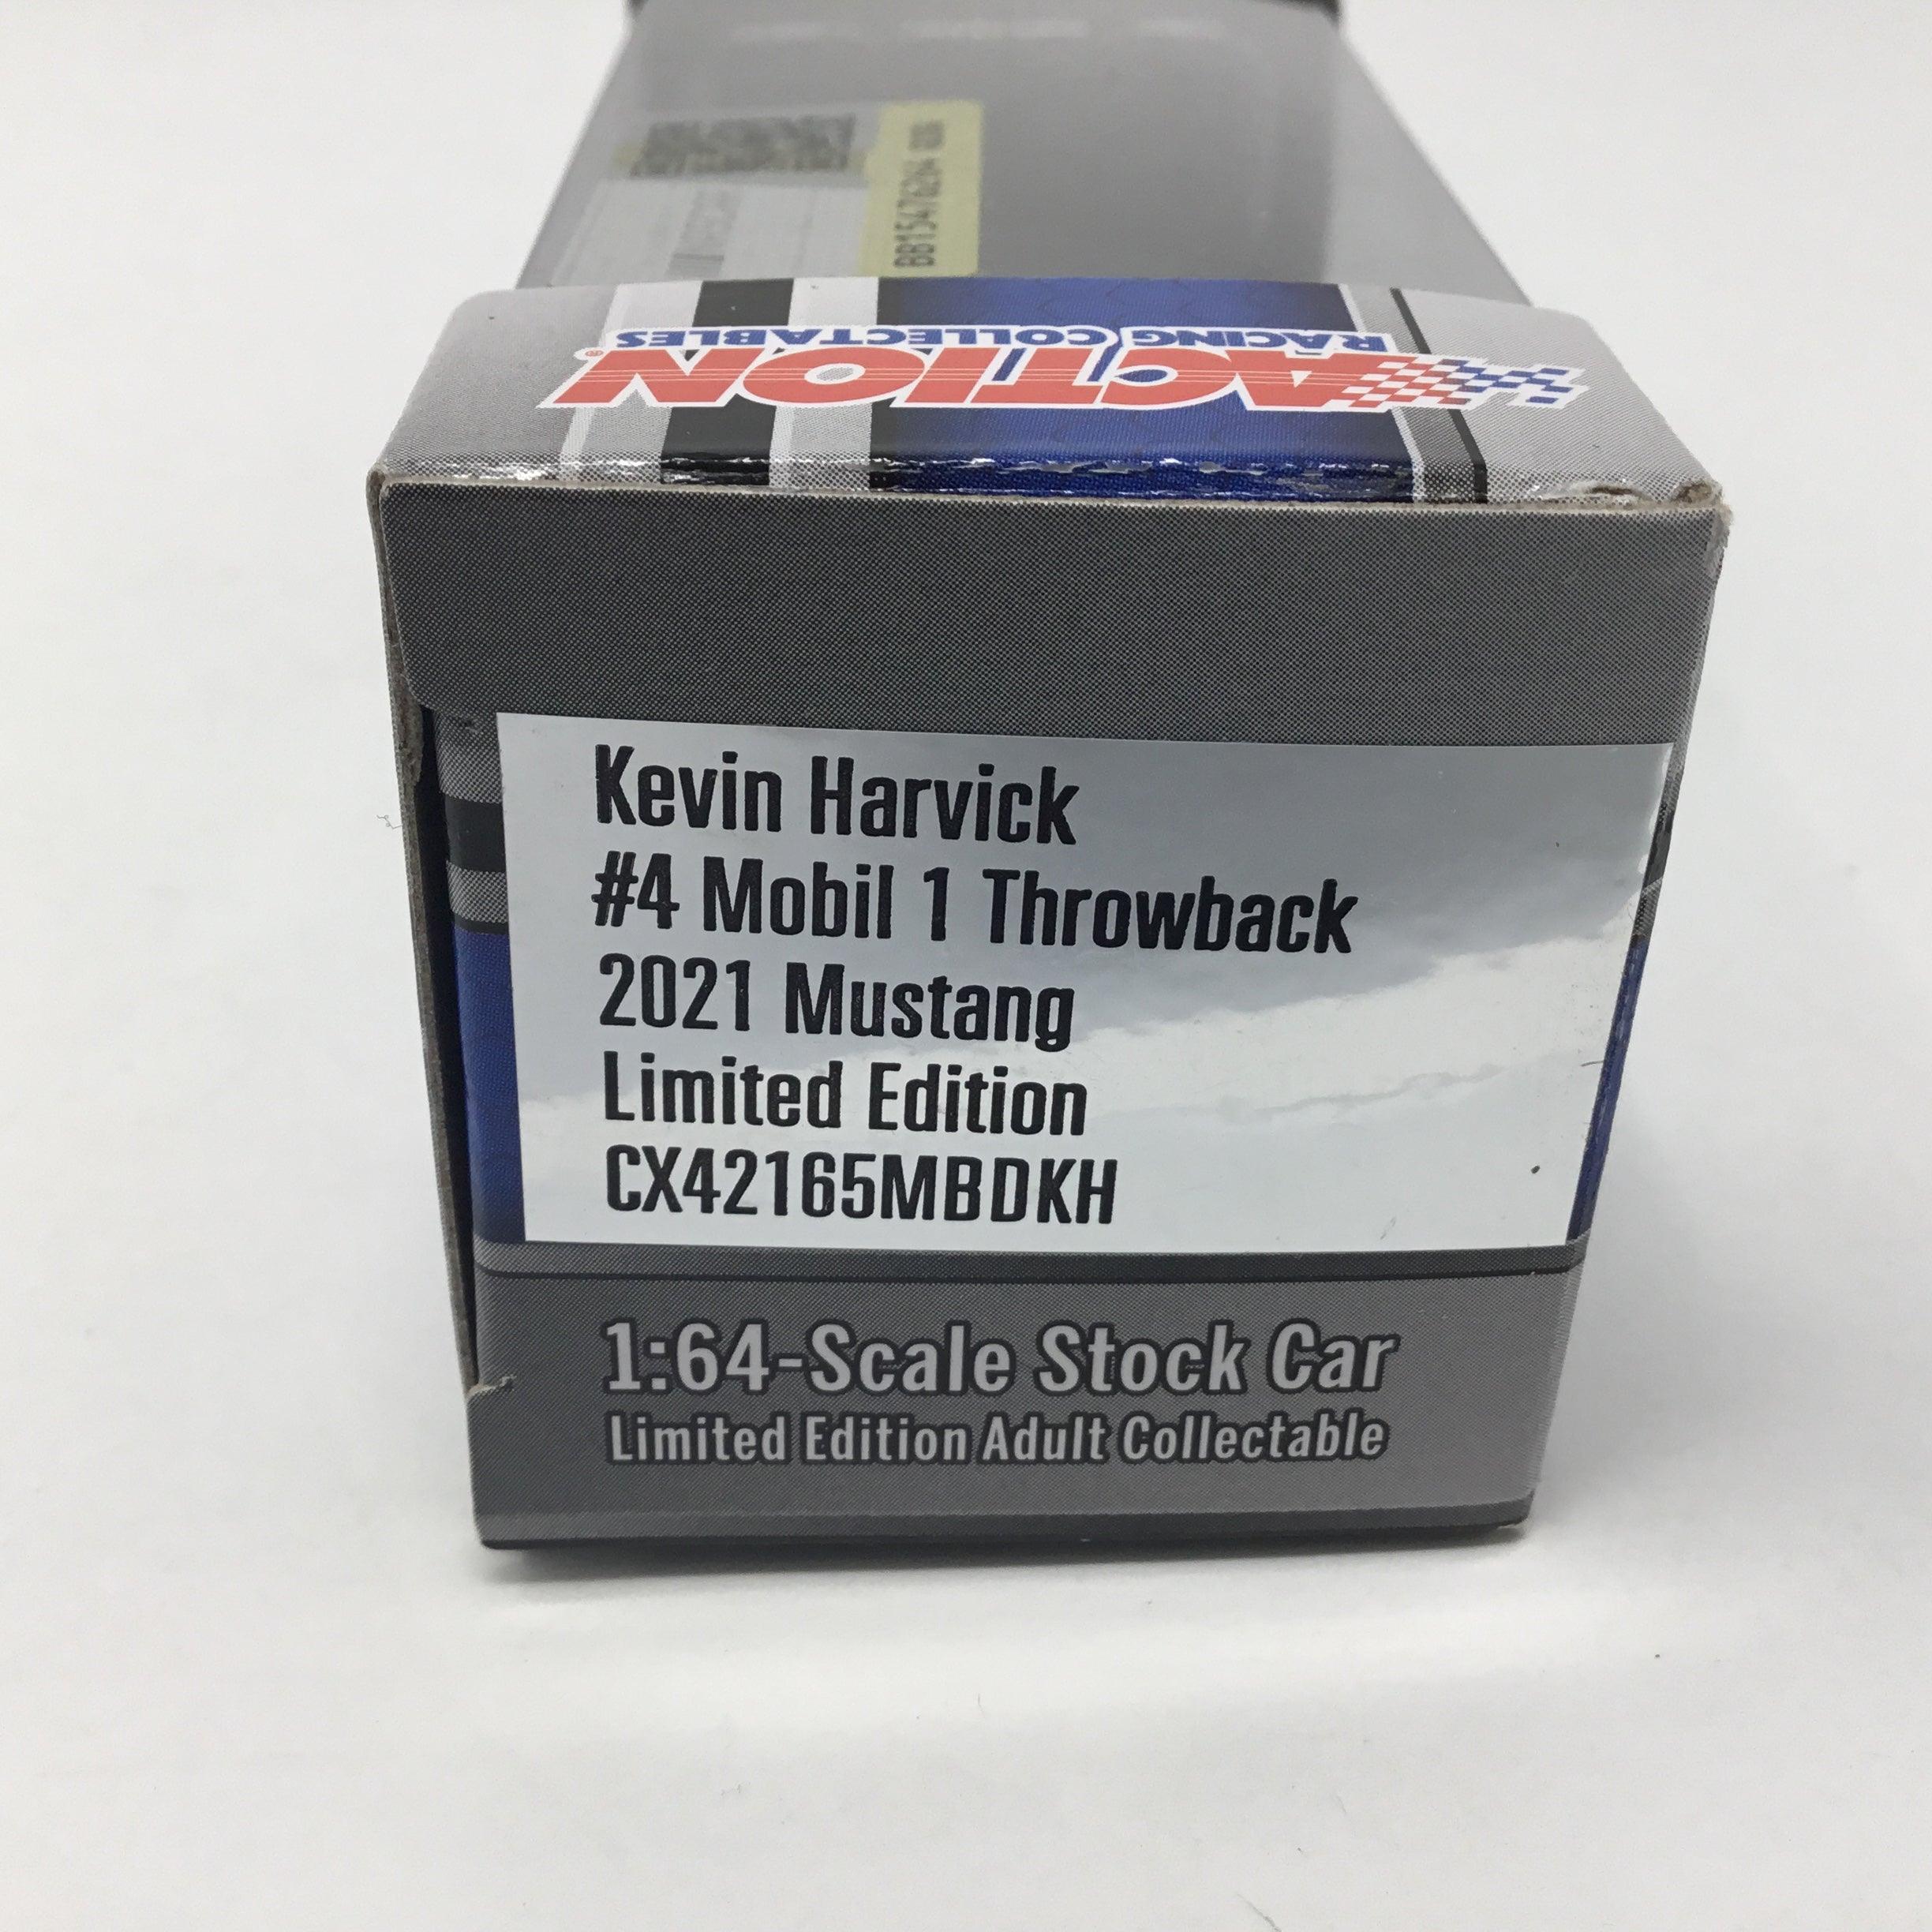 BB15476264
ACTION®
RACING COLLECTABLES
Kevin Harvick
#4 Mobil 1 Throwback
2021 Mustang
Limited Edition
CX42165MBDKH
1:64-Scale Stock Car
Limited Edition Adult Collectable